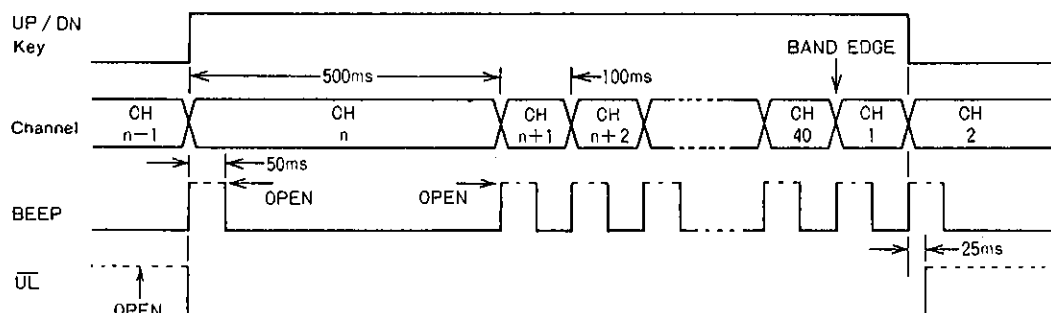 UP / DN
Key
500ms
100ms
BAND EDGE
Channel
CH
n−1
CH
n
CH
n+1
CH
n+2
CH
40
CH
1
CH
2
50ms
OPEN
OPEN
BEEP
25ms
UL
OPEN